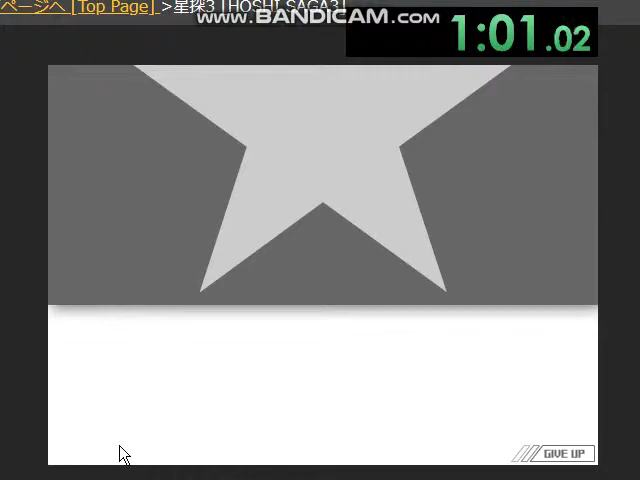 ページへ [Top Page] >星探3 [HOSHI SAGA3]
www.BANDICAM.com
1:01.02
GIVE UP